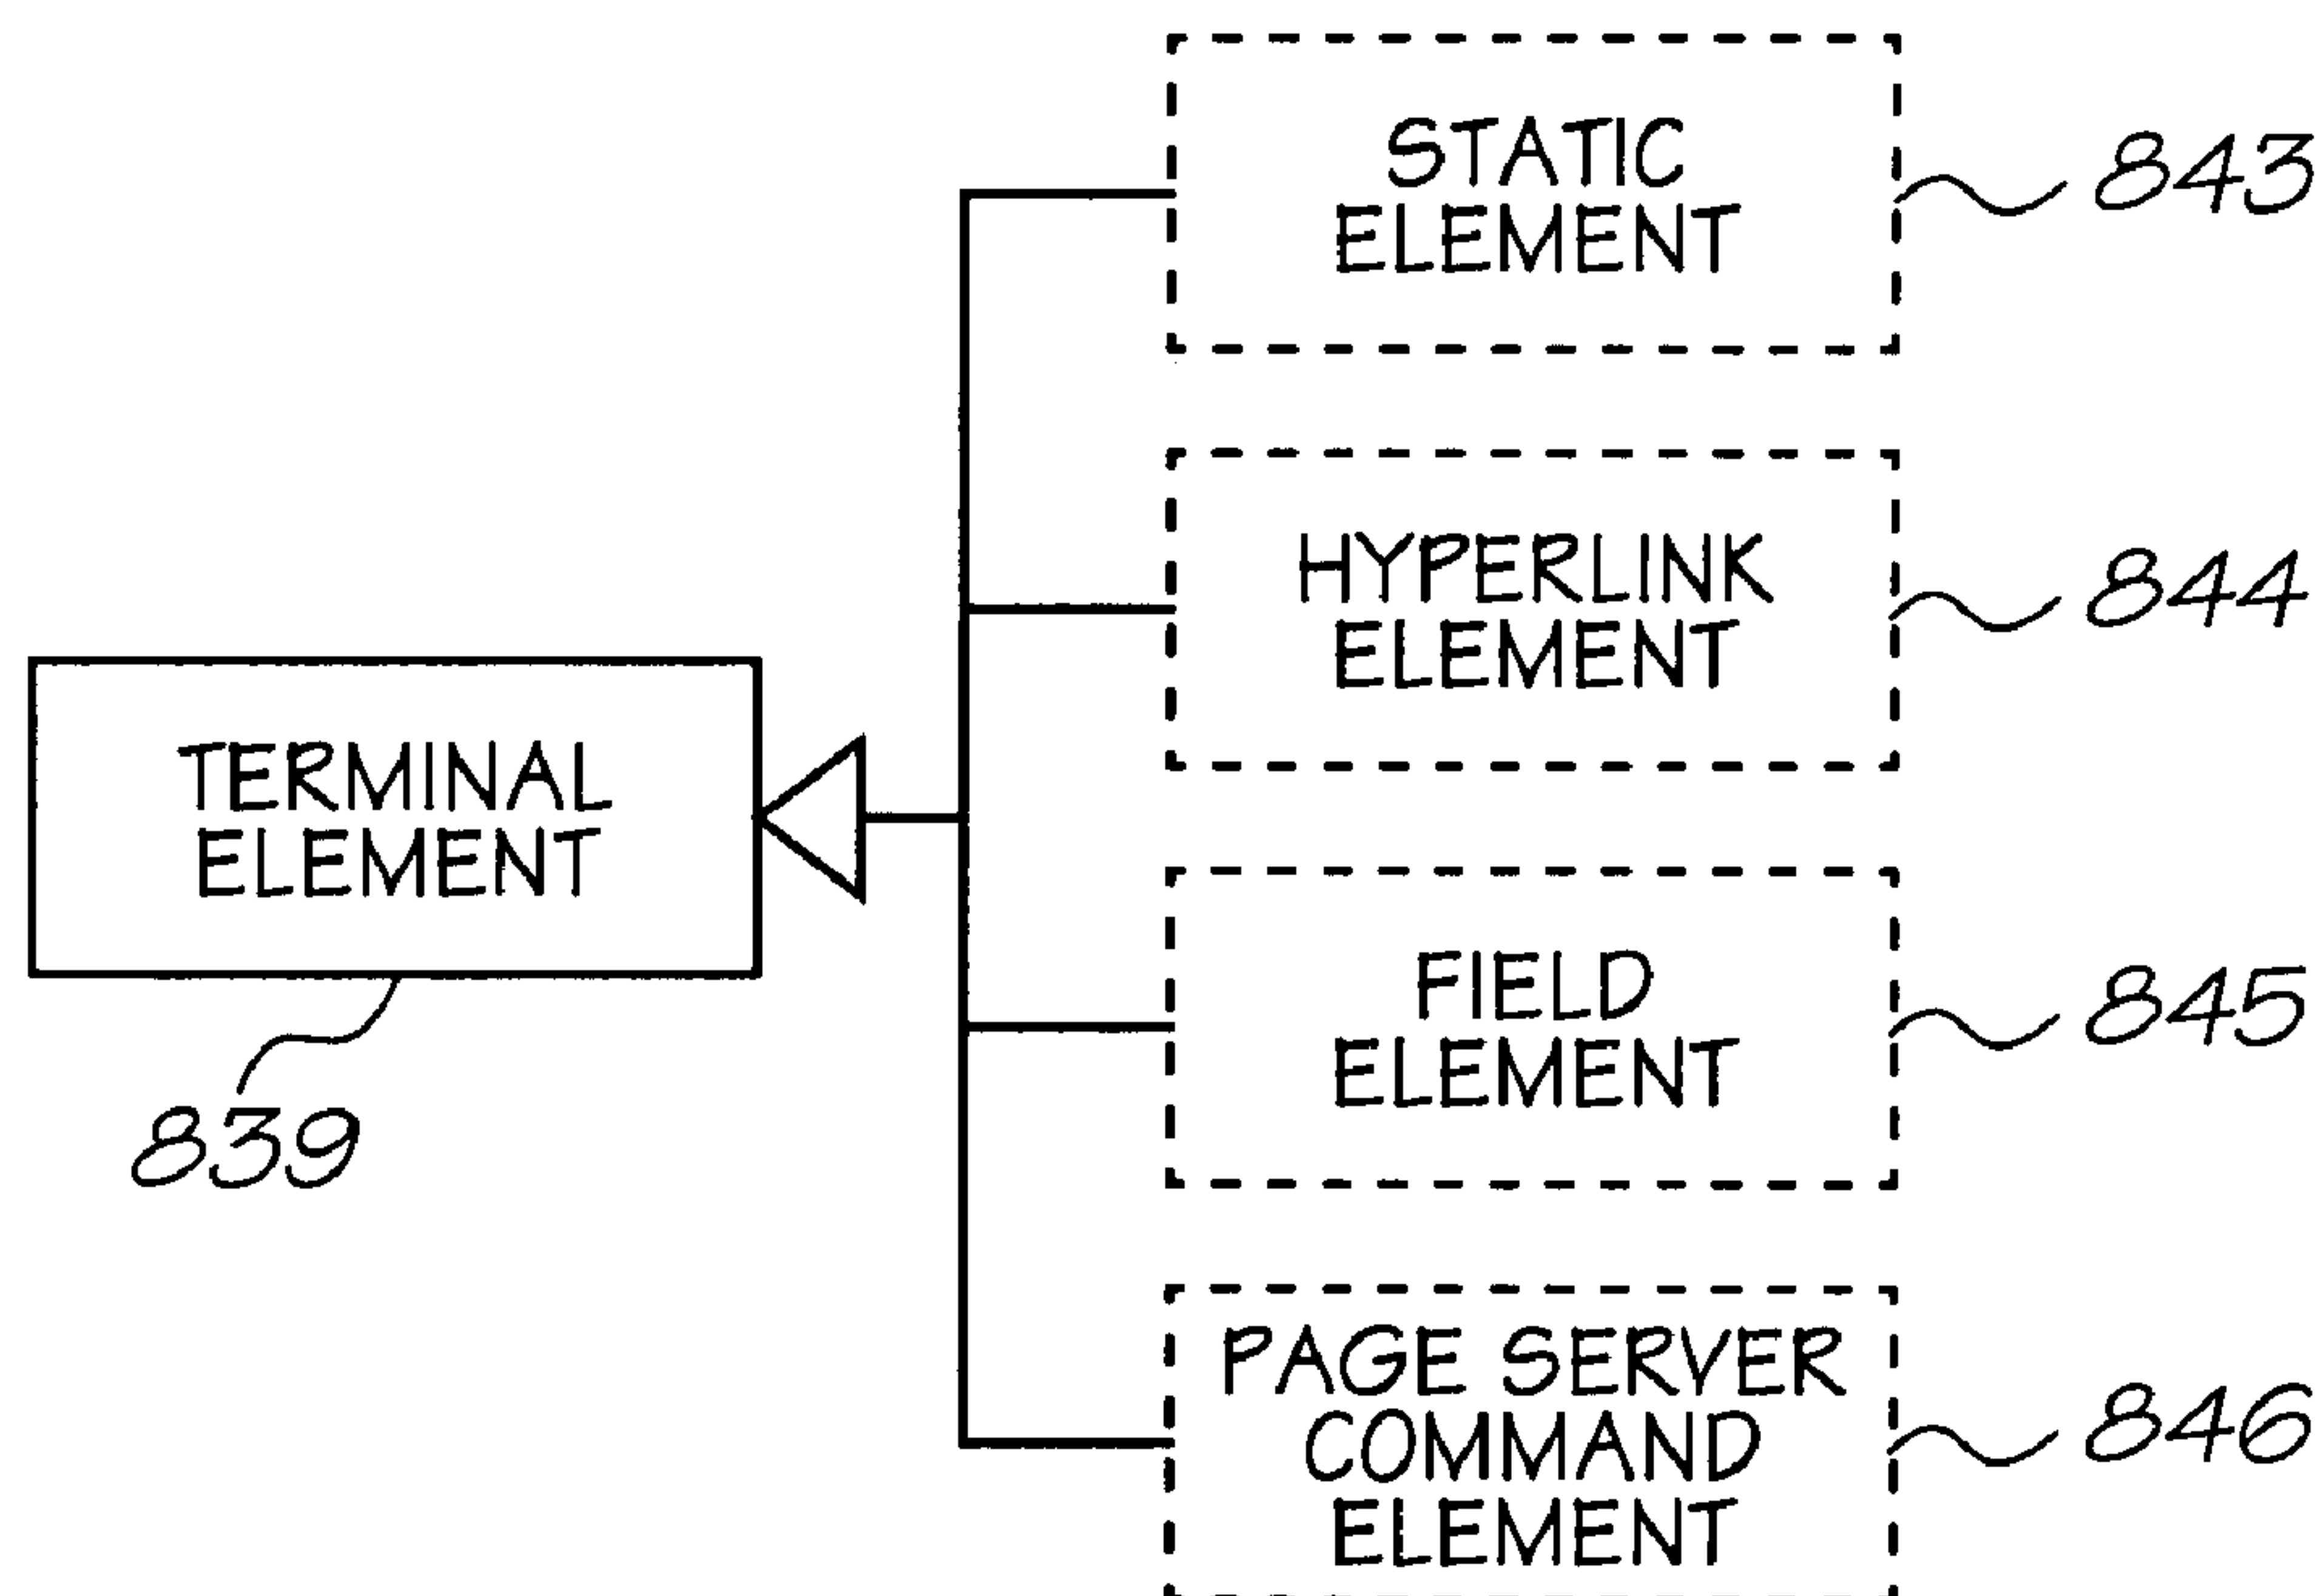 STATIC
ELEMENT
843
HYPERLINK
ELEMENT
844
TERMINAL
ELEMENT
839
FIELD
ELEMENT
845
PAGE SERVER
COMMAND
ELEMENT
846